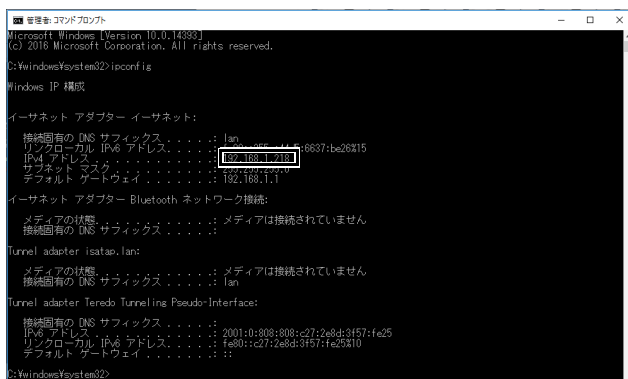 管理者: コマンドプロンプト
Microsoft Windows [Version 10.0.14393]
(c) 2016 Microsoft Corporation. All rights reserved.
C:¥windows¥system32>ipconfig
Windows IP 構成
イーサネット アダプター イーサネット:
接続固有の DNS サフィックス . . . . .: lan
リンクローカル IPv6 アドレス. . . . .: 6637:be26%15
IPv4 アドレス . . . . . . . . . . . .: 192.168.1.218
サブネット マスク . . . . . . . . . .: 255.255.255.0
デフォルト ゲートウェイ . . . . . . .: 192.168.1.1
イーサネット アダプター Bluetooth ネットワーク接続:
メディアの状態. . . . . . . . . . . .: メディアは接続されていません
接続固有の DNS サフィックス . . . . .:
Tunnel adapter isatap.lan:
メディアの状態. . . . . . . . . . . .: メディアは接続されていません
接続固有の DNS サフィックス . . . . .: lan
Tunnel adapter Teredo Tunneling Pseudo-Interface:
接続固有の DNS サフィックス . . . . .:
IPv6 アドレス . . . . . . . . . . . .: 2001:0:808:808:c27:2e8d:3f57:fe25
リンクローカル IPv6 アドレス. . . . .: fe80::c27:2e8d:3f57:fe25%10
デフォルト ゲートウェイ . . . . . . .: ::
C:¥windows¥system32>